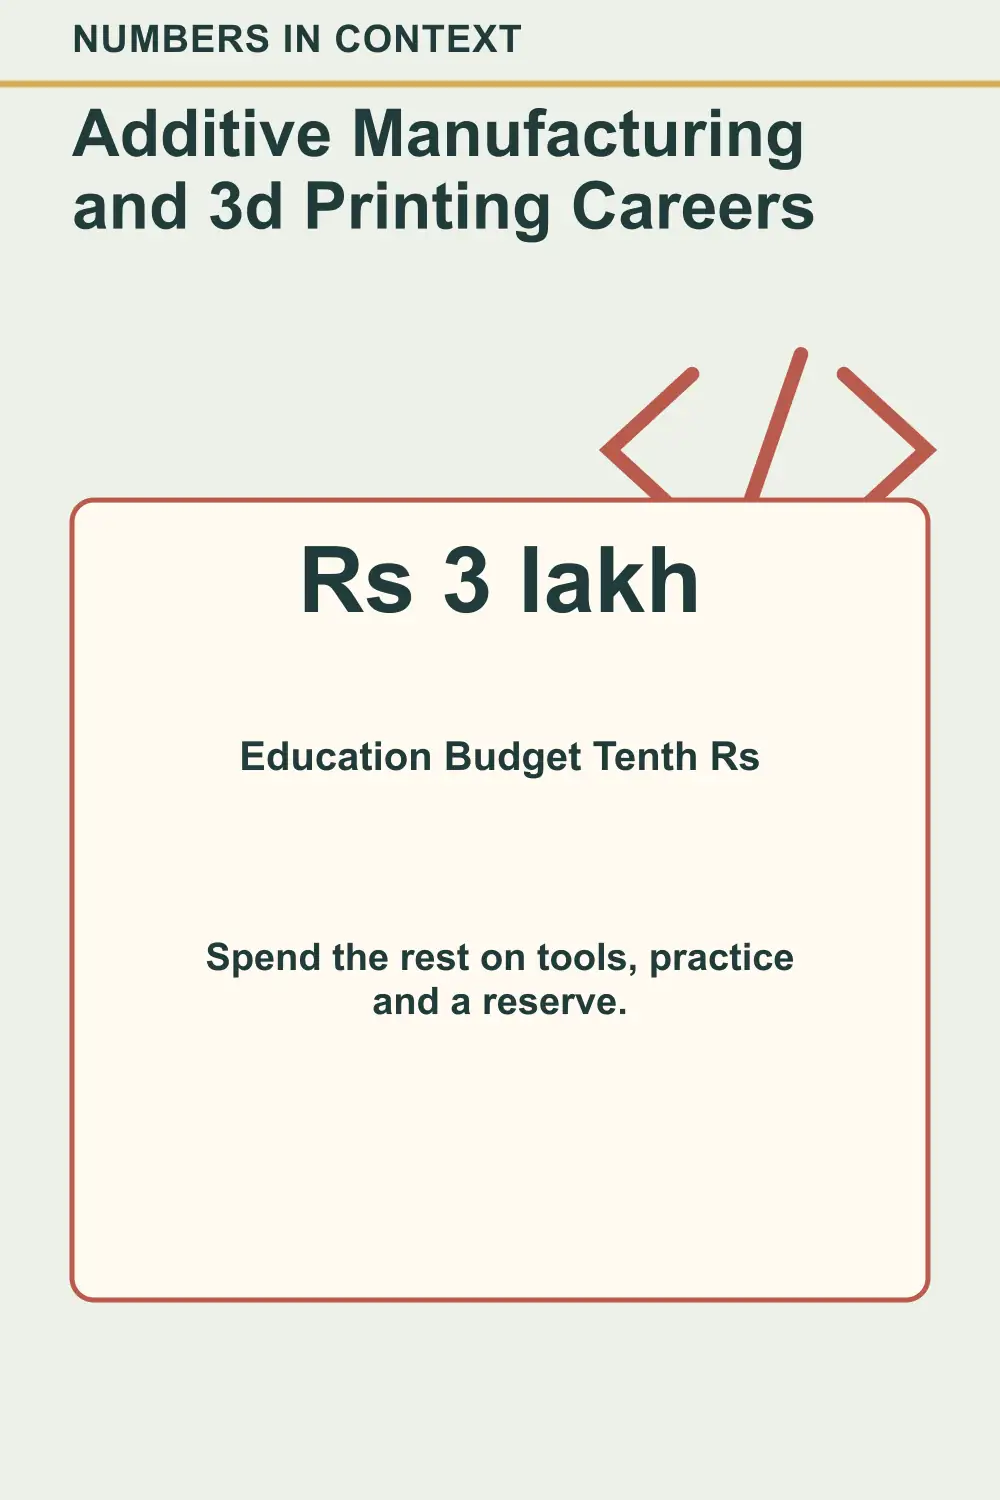 NUMBERS IN CONTEXT
Additive Manufacturing
and 3d Printing Careers
Rs 3 lakh
Education Budget Tenth Rs
Spend the rest on tools, practice
and a reserve.